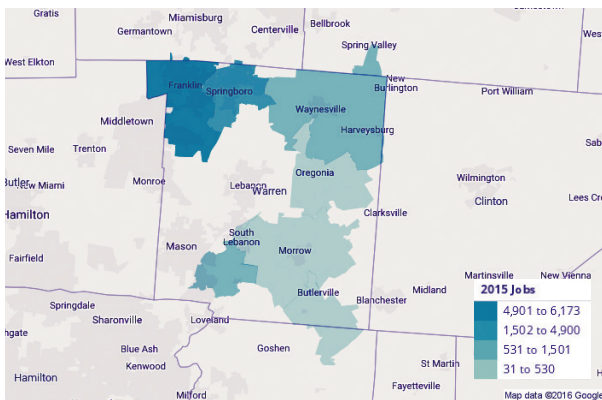 Gratis
Miamisburg
Germantown
Centerville
Bellbrook
Spring Valley
West Elkton
Franklin
Springboro
New
Burlington
Port William
Waynesville
Middletown
Harveysburg
Seven Mile
Trenton
Oregonia
Butler
New Miami
Monroe
Lebanon
Warren
Wilmington
Clinton
Lees Cree
Hamilton
Clarksville
South
Lebanon
Mason
Morrow
Fairfield
Martinsville
New Vienna
Butlerville
Midland
Blanchester
Springdale
Sharonville
Loveland
Blue Ash
Goshen
Kenwood
St Martin
Hamilton
Fayetteville
Milford
2015 Jobs
4,901 to 6,173
1,502 to 4,900
531 to 1,501
31 to 530
Map data ©2016 Google